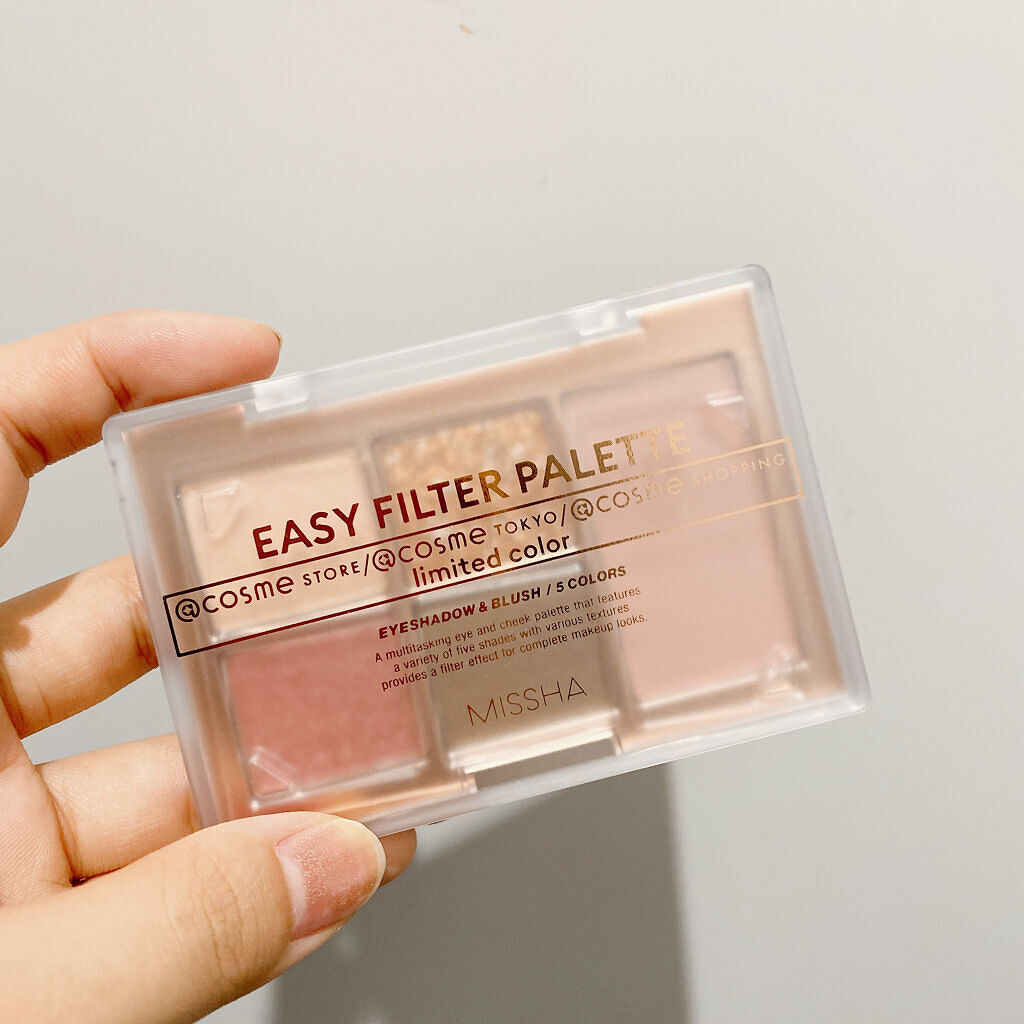 EASY FILTER PALETTE
@cosme STORE/@cosme TOKYO/@cosme SHOPPING
limited color
EYESHADOW & BLUSH / 5 COLORS
A multitasking eye and cheek palette that features
a variety of five shades with various textures
provides a filter effect for complete makeup looks.
MISSHA